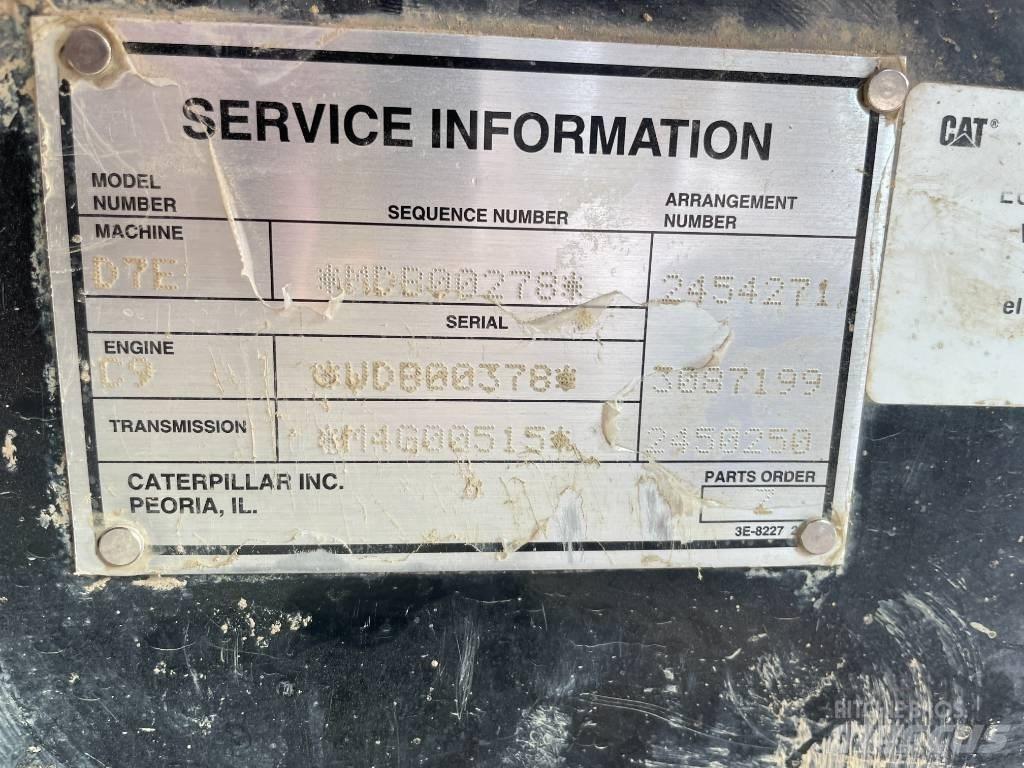 SERVICE INFORMATION
MODEL NUMBER
SEQUENCE NUMBER
ARRANGEMENT NUMBER
MACHINE
D7E
*MDB00278*
2454271
SERIAL
ENGINE
C9
*WDB00378*
3087199
TRANSMISSION
*M4G00515*
2450250
CATERPILLAR INC.
PEORIA, IL.
PARTS ORDER
Z
3E-8227
CAT®
el